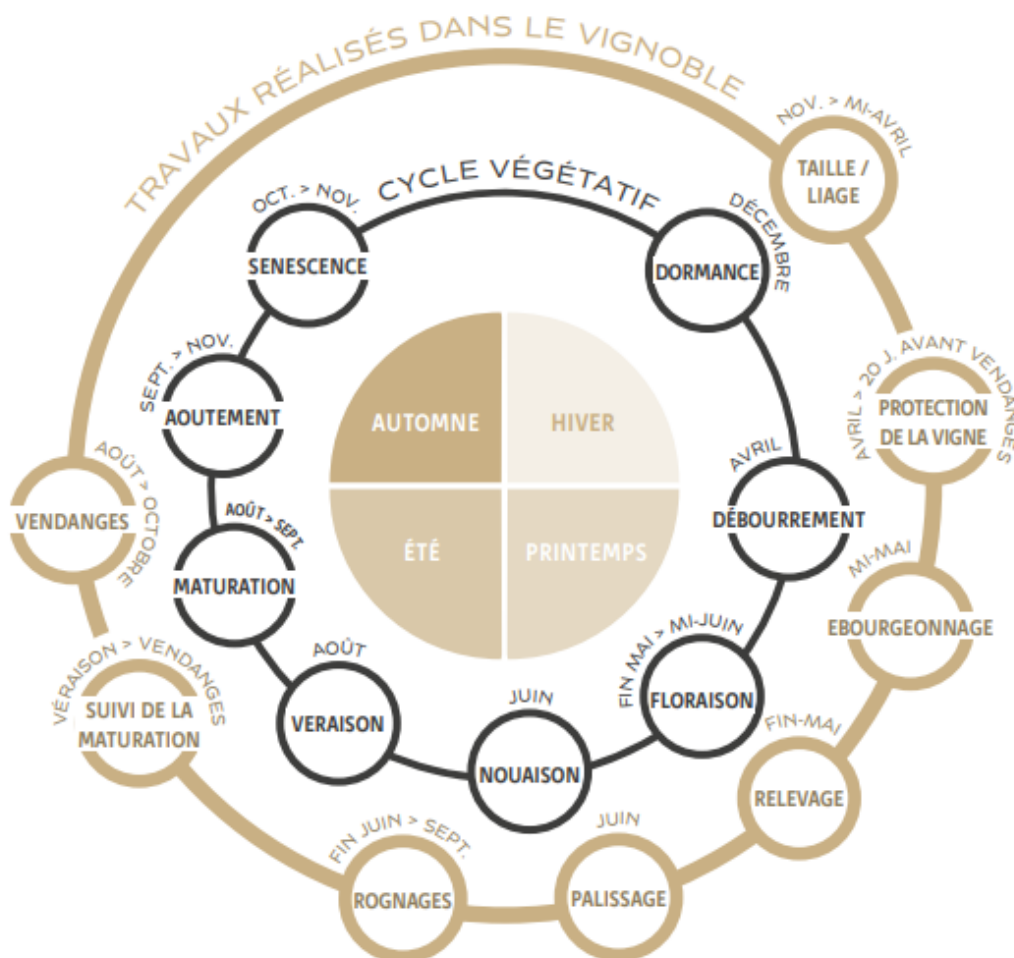 TRAVAUX RÉALISÉS DANS LE VIGNOBLE
NOV. > MI-AVRIL
TAILLE /
LIAGE
AVRIL > 20 J. AVANT VENDANGES
PROTECTION
DE LA VIGNE
MI-MAI
EBOURGEONNAGE
FIN-MAI
RELEVAGE
JUIN
PALISSAGE
FIN JUIN > SEPT.
ROGNAGES
VÉRAISON > VENDANGES
SUIVI DE LA
MATURATION
AOÛT > OCTOBRE
VENDANGES
CYCLE VÉGÉTATIF
DÉCEMBRE
DORMANCE
AVRIL
DÉBOURREMENT
FIN MAI > MI-JUIN
FLORAISON
JUIN
NOUAISON
AOÛT
VERAISON
AOÛT > SEPT.
MATURATION
SEPT. > NOV.
AOUTEMENT
OCT. > NOV.
SENESCENCE
AUTOMNE
HIVER
ÉTÉ
PRINTEMPS